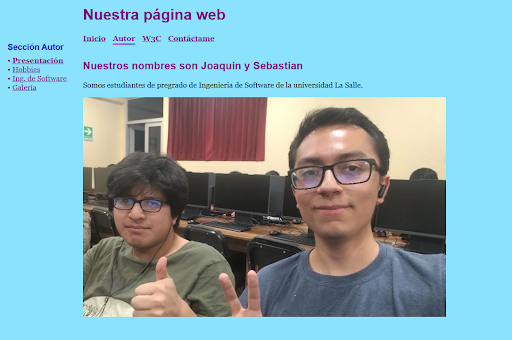 Nuestra página web
Inicio Autor W3C Contáctame
Sección Autor
• Presentación
• Hobbies
• Ing. de Software
• Galería
Nuestros nombres son Joaquin y Sebastian
Somos estudiantes de pregrado de Ingenieria de Software de la universidad La Salle.